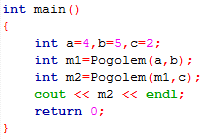 int main()
{
int a=4,b=5,c=2;
int m1=Pogolem(a,b);
int m2=Pogolem(m1,c);
cout << m2 << endl;
return 0;
}